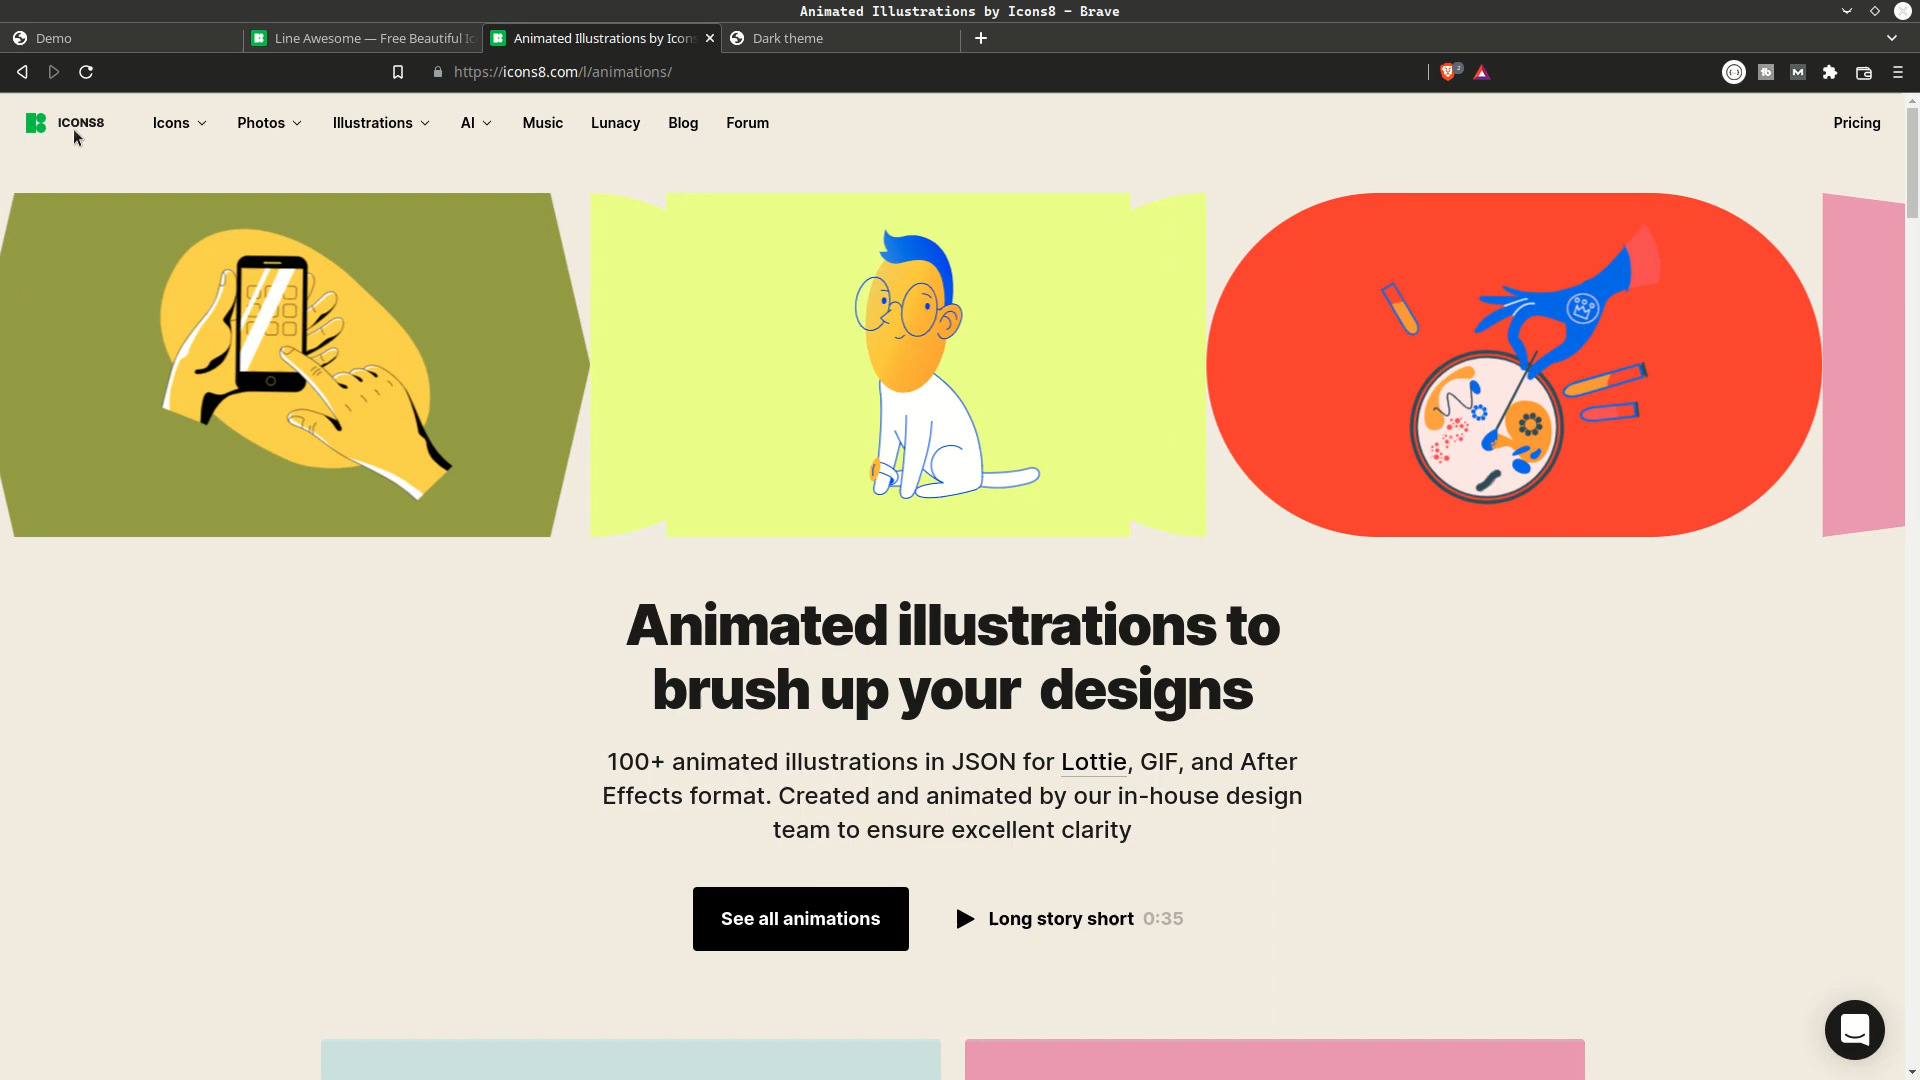 Animated Illustrations by Icons8 - Brave
Demo
Line Awesome — Free Beautiful Ic
Animated Illustrations by Icons
Dark theme
https://icons8.com/l/animations/
2
ICONS8
Icons
Photos
Illustrations
AI
Music
Lunacy
Blog
Forum
Pricing
Animated illustrations to
brush up your designs
100+ animated illustrations in JSON for Lottie, GIF, and After
Effects format. Created and animated by our in-house design
team to ensure excellent clarity
See all animations
Long story short 0:35